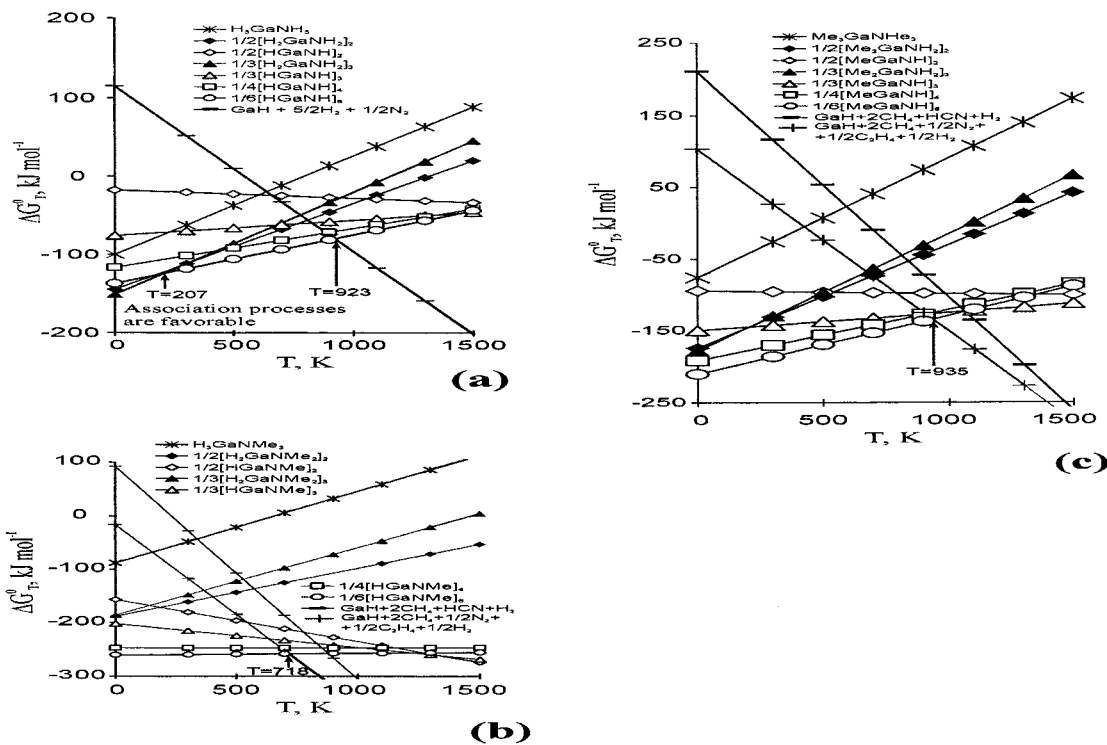 200
100
0
-100
-200
ΔG⁰T, kJ mol⁻¹
H₃GaNH₃
1/2[H₂GaNH₂]₂
1/2[HGaNH]₂
1/3[H₂GaNH₂]₃
1/3[HGaNH]₃
1/4[HGaNH]₄
1/6[HGaNH]₆
GaH + 5/2H₂ + 1/2N₂
T=207
T=923
Association processes
are favorable
0 500 1000 1500
T, K
(a)
100
0
-100
-200
-300
ΔG⁰T, kJ mol⁻¹
H₃GaNMe₃
1/2[H₂GaNMe₂]₂
1/2[HGaNMe]₂
1/3[H₂GaNMe₂]₃
1/3[HGaNMe]₃
1/4[HGaNMe]₄
1/6[HGaNMe]₆
GaH+2CH₄+HCN+H₂
GaH+2CH₄+1/2N₂+
+1/2C₂H₄+1/2H₂
T=718
0 500 1000 1500
T, K
(b)
250
150
50
-50
-150
-250
ΔG⁰T, kJ mol⁻¹
Me₃GaNHe₃
1/2[Me₂GaNH₂]₂
1/2[MeGaNH]₂
1/3[Me₂GaNH₂]₃
1/3[MeGaNH]₃
1/4[MeGaNH]₄
1/6[MeGaNH]₆
GaH+2CH₄+HCN+H₂
GaH+2CH₄+1/2N₂+
+1/2C₂H₄+1/2H₂
T=935
0 500 1000 1500
T, K
(c)